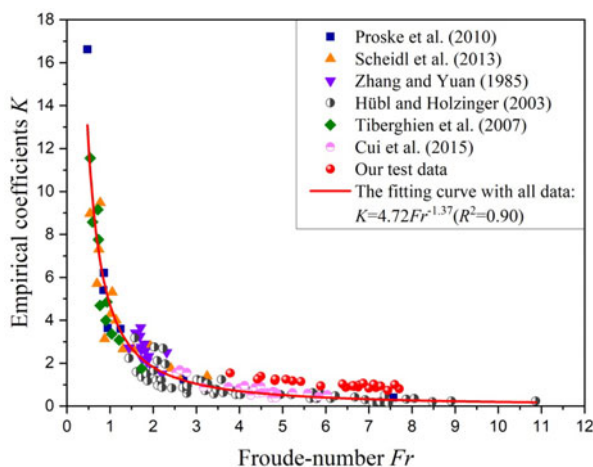 18
16
14
12
10
8
6
4
2
0
Empirical coefficients K
0 1 2 3 4 5 6 7 8 9 10 11 12
Froude-number Fr
Proske et al. (2010)
Scheidl et al. (2013)
Zhang and Yuan (1985)
Hübl and Holzinger (2003)
Tiberghien et al. (2007)
Cui et al. (2015)
Our test data
The fitting curve with all data:
K=4.72Fr^-1.37(R²=0.90)